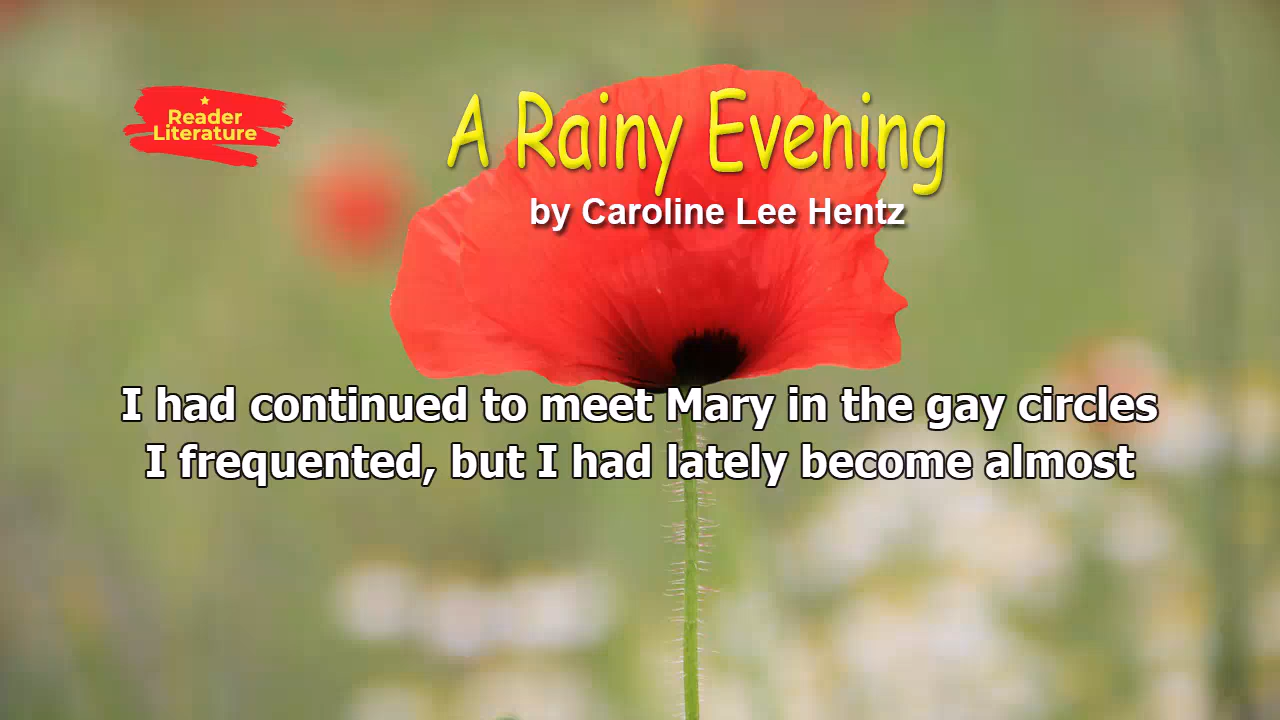 Reader
Literature
A Rainy Evening
by Caroline Lee Hentz
I had continued to meet Mary in the gay circles
I frequented, but I had lately become almost